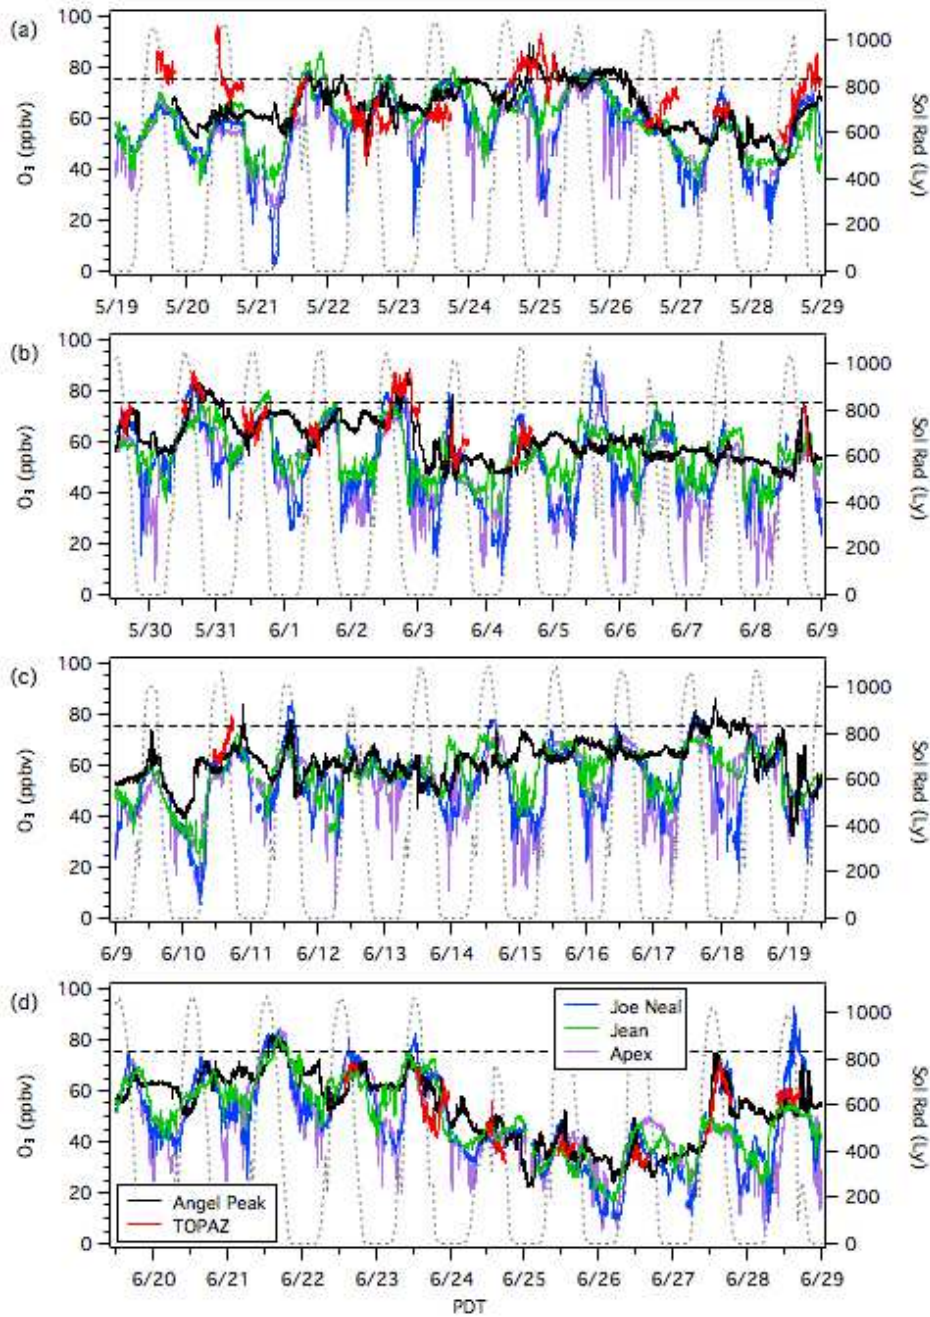 (a)
100
80
60
40
20
0
O₃ (ppbv)
1000
800
600
400
200
0
Sol Rad (Ly)
5/19 5/20 5/21 5/22 5/23 5/24 5/25 5/26 5/27 5/28 5/29
(b)
100
80
60
40
20
0
O₃ (ppbv)
1000
800
600
400
200
0
Sol Rad (Ly)
5/30 5/31 6/1 6/2 6/3 6/4 6/5 6/6 6/7 6/8 6/9
(c)
100
80
60
40
20
0
O₃ (ppbv)
1000
800
600
400
200
0
Sol Rad (Ly)
6/9 6/10 6/11 6/12 6/13 6/14 6/15 6/16 6/17 6/18 6/19
(d)
100
80
60
40
20
0
O₃ (ppbv)
Joe Neal
Jean
Apex
Angel Peak
TOPAZ
1000
800
600
400
200
0
Sol Rad (Ly)
6/20 6/21 6/22 6/23 6/24 6/25 6/26 6/27 6/28 6/29
PDT